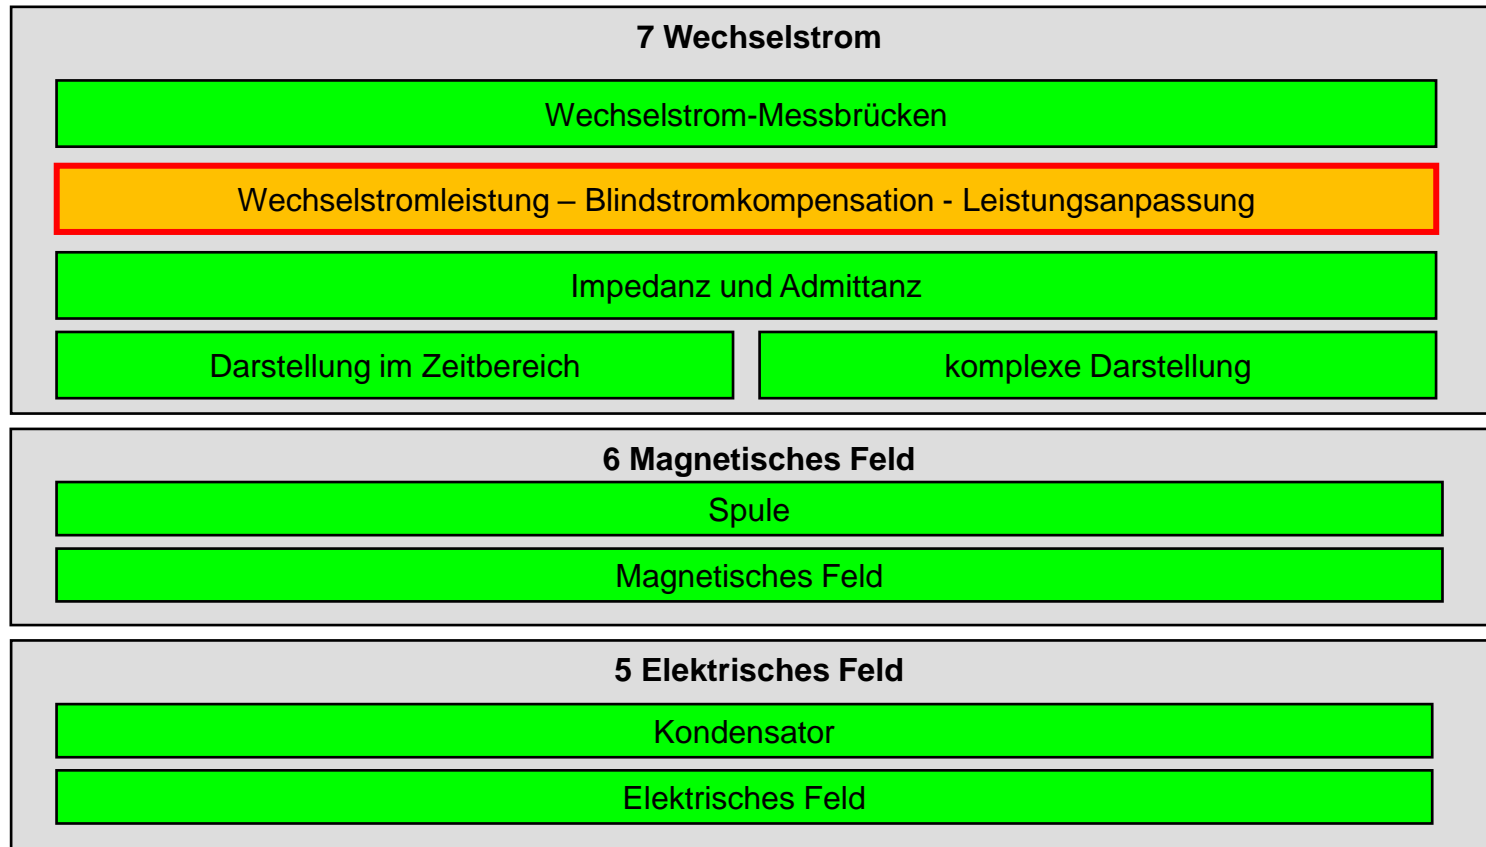 7 Wechselstrom
Wechselstrom-Messbrücken
Wechselstromleistung – Blindstromkompensation - Leistungsanpassung
Impedanz und Admittanz
Darstellung im Zeitbereich
komplexe Darstellung
6 Magnetisches Feld
Spule
Magnetisches Feld
5 Elektrisches Feld
Kondensator
Elektrisches Feld